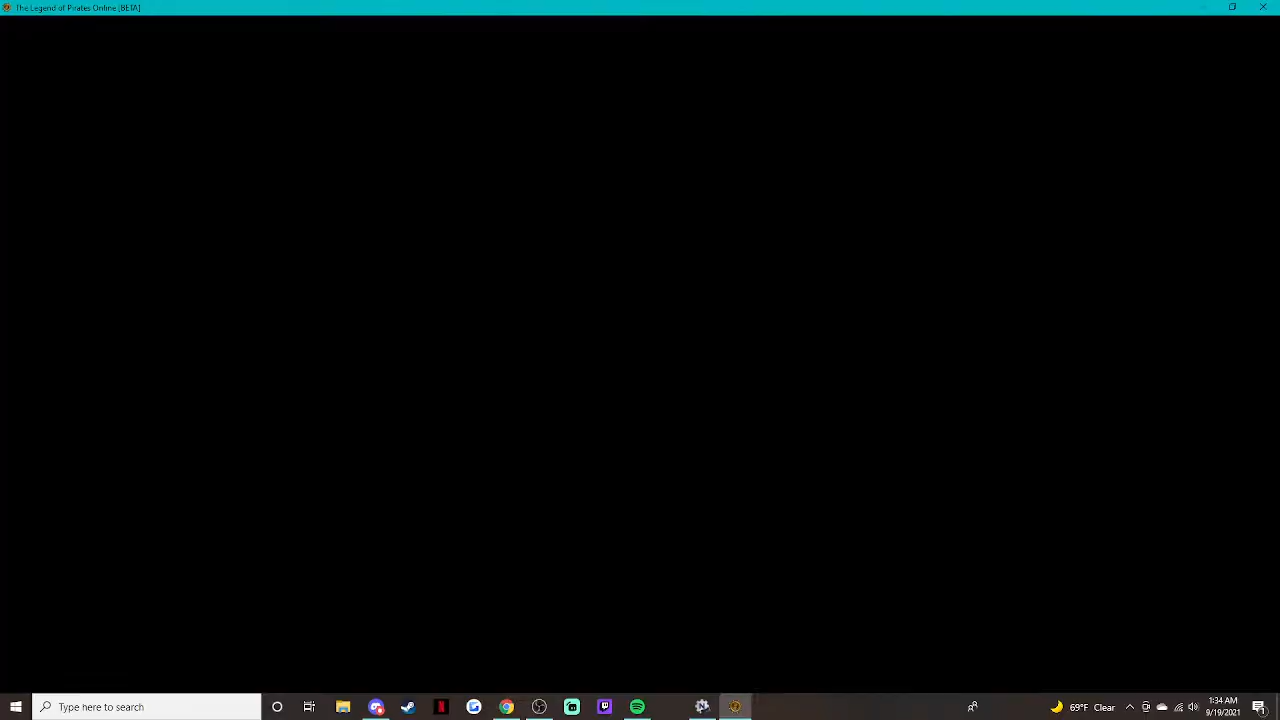 The Legend of Pirates Online [BETA]
Type here to search
69°F Clear
1:34 AM
9/19/2021